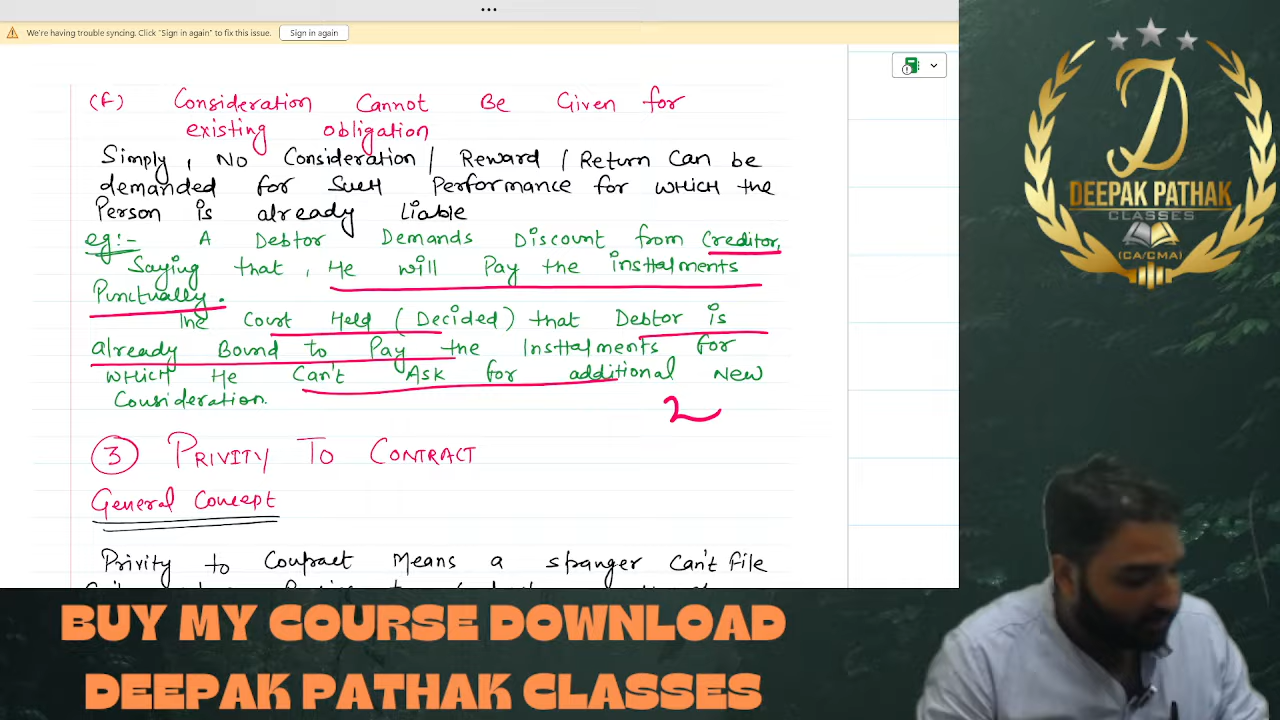 We're having trouble syncing. Click "Sign in again" to fix this issue. Sign in again
(f) Consideration Cannot Be Given for
existing obligation
Simply, No Consideration / Reward / Return Can be
demanded for Such Performance for which the
Person is already liable
eg:- A Debtor Demands Discount from Creditor,
Saying that, He will Pay the insttalments
Punctually.
The Court Held (Decided) that Debtor is
already Bound to Pay the Insttalments for
which He Can't Ask for additional New
Consideration.
2
3 PRIVITY TO CONTRACT
General Concept
Privity to Contract Means a stranger Can't File
D
DEEPAK PATHAK
CLASSES
(CA/CMA)
BUY MY COURSE DOWNLOAD
DEEPAK PATHAK CLASSES